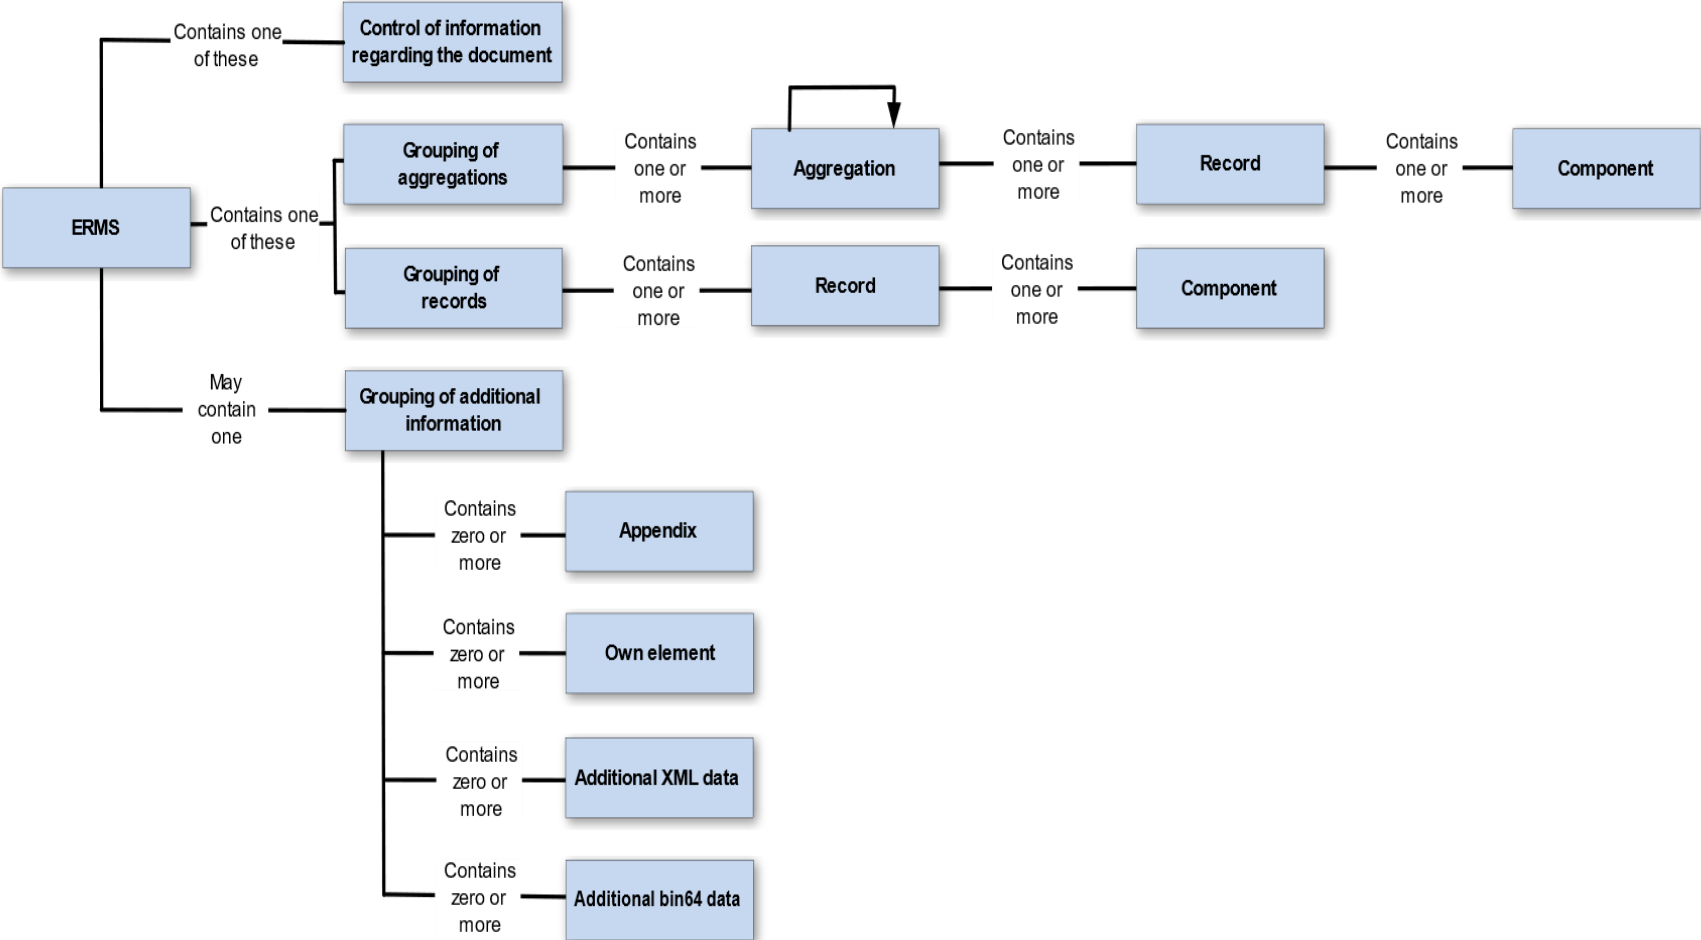 Contains one
of these
Control of information
regarding the document
ERMS
Contains one
of these
Grouping of
aggregations
Contains
one or
more
Aggregation
Contains
one or
more
Record
Contains
one or
more
Component
Grouping of
records
Contains
one or
more
Record
Contains
one or
more
Component
May
contain
one
Grouping of additional
information
Contains
zero or
more
Appendix
Contains
zero or
more
Own element
Contains
zero or
more
Additional XML data
Contains
zero or
more
Additional bin64 data